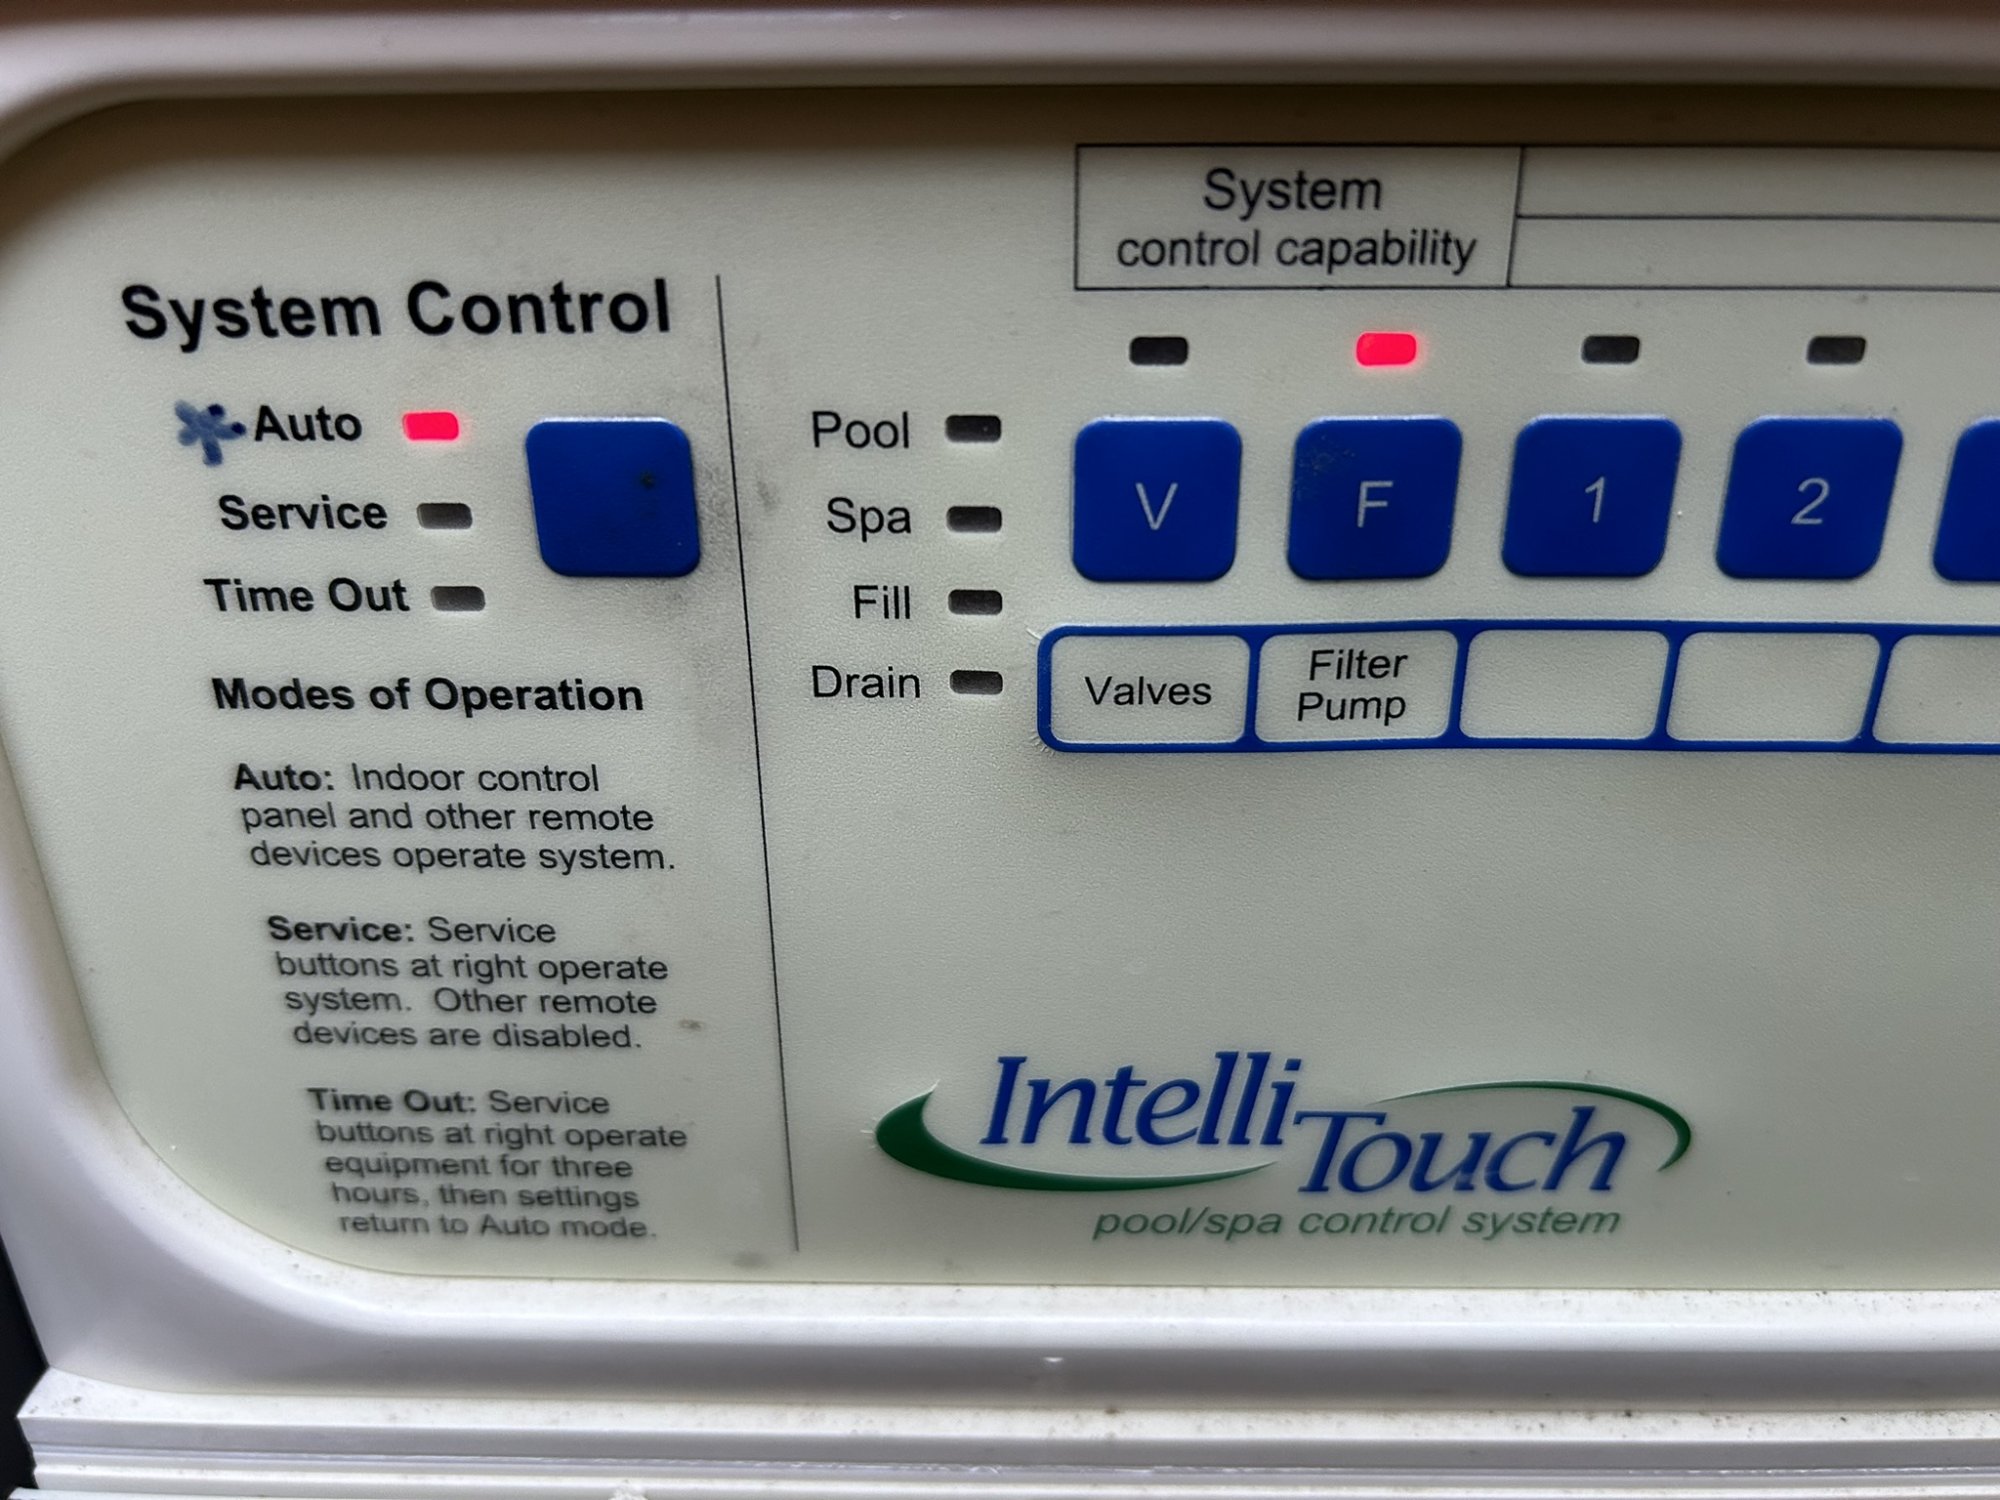 System
control capability
System Control
Auto
Service
Time Out
Modes of Operation
Auto: Indoor control
panel and other remote
devices operate system.
Service: Service
buttons at right operate
system. Other remote
devices are disabled.
Time Out: Service
buttons at right operate
equipment for three
hours, then settings
return to Auto mode.
Pool
Spa
Fill
Drain
V
F
1
2
Valves
Filter
Pump
IntelliTouch
pool/spa control system